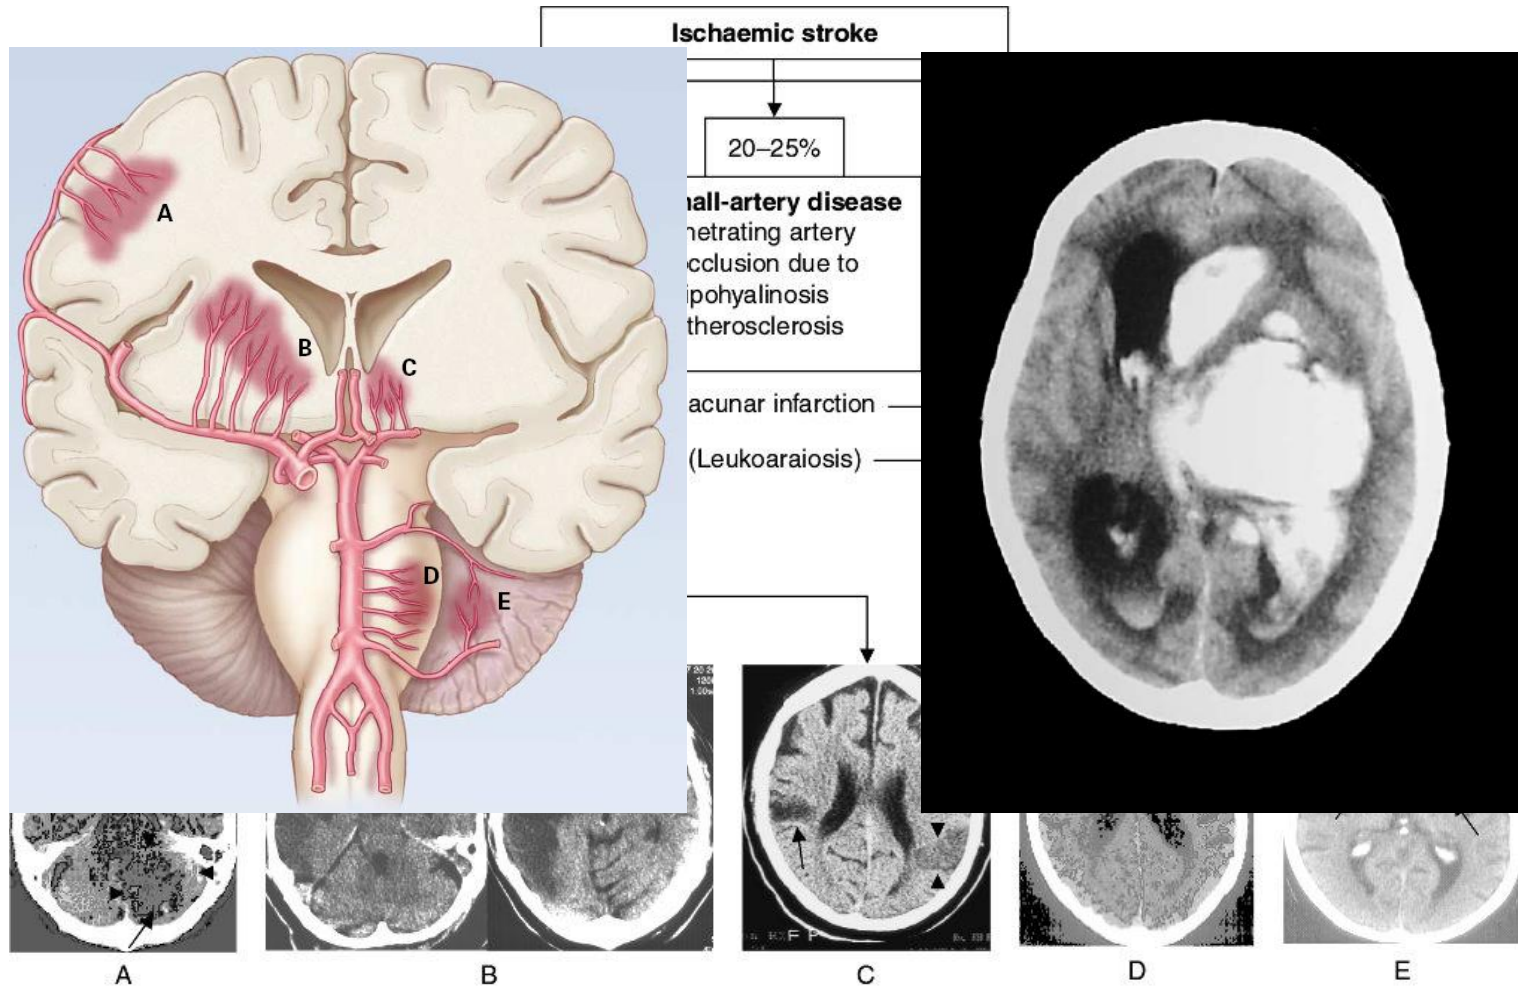 Ischaemic stroke
20–25%
all-artery disease
netrating artery
cclusion due to
ipohyalinosis
therosclerosis
acunar infarction
(Leukoaraiosis)
A
B
C
D
E
F P
A
B
C
D
E